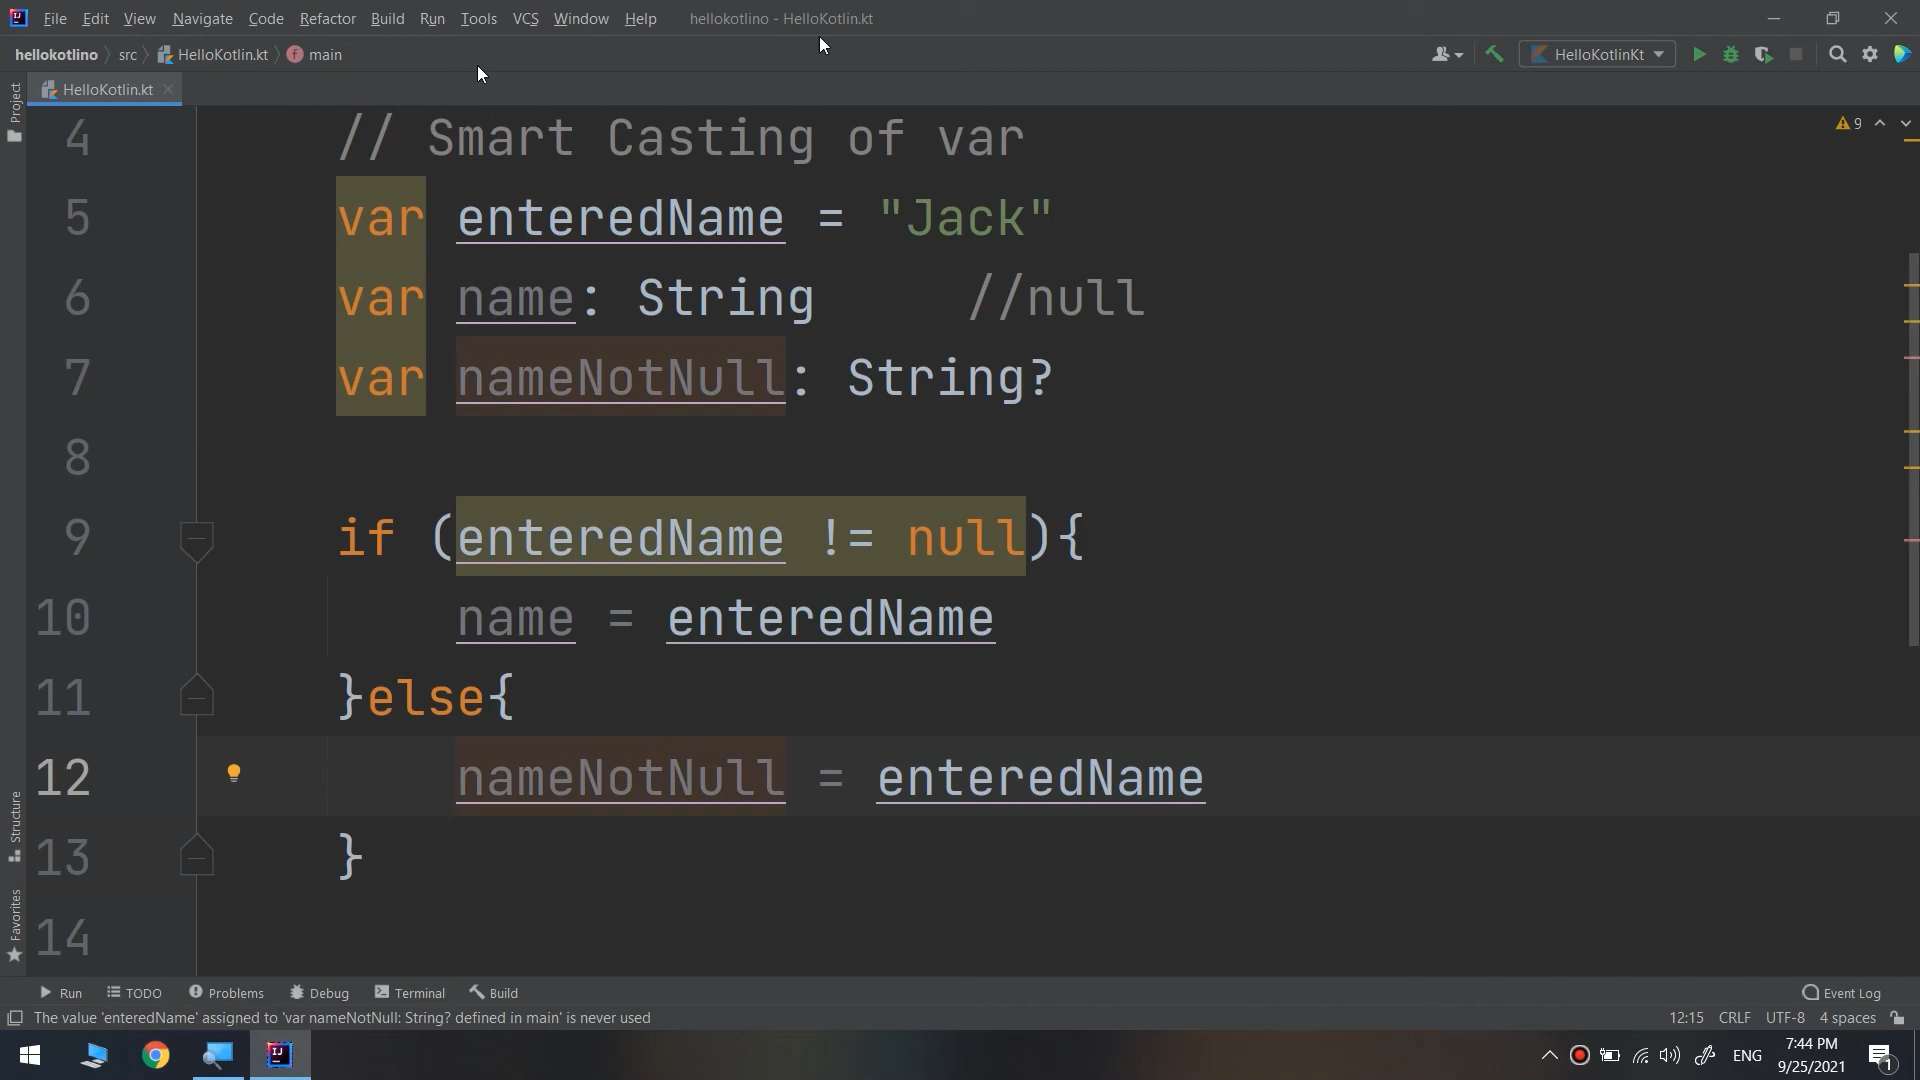 File Edit View Navigate Code Refactor Build Run Tools VCS Window Help hellokotlino - HelloKotlin.kt
hellokotlino src HelloKotlin.kt main HelloKotlinKt
HelloKotlin.kt
Project
9
4 // Smart Casting of var
5 var enteredName = "Jack"
6 var name: String //null
7 var nameNotNull: String?
8
9 if (enteredName != null){
10 name = enteredName
11 }else{
12 nameNotNull = enteredName
13 }
14
Structure
Favorites
Run TODO Problems Debug Terminal Build Event Log
The value 'enteredName' assigned to 'var nameNotNull: String? defined in main' is never used 12:15 CRLF UTF-8 4 spaces
ENG 7:44 PM
9/25/2021
1